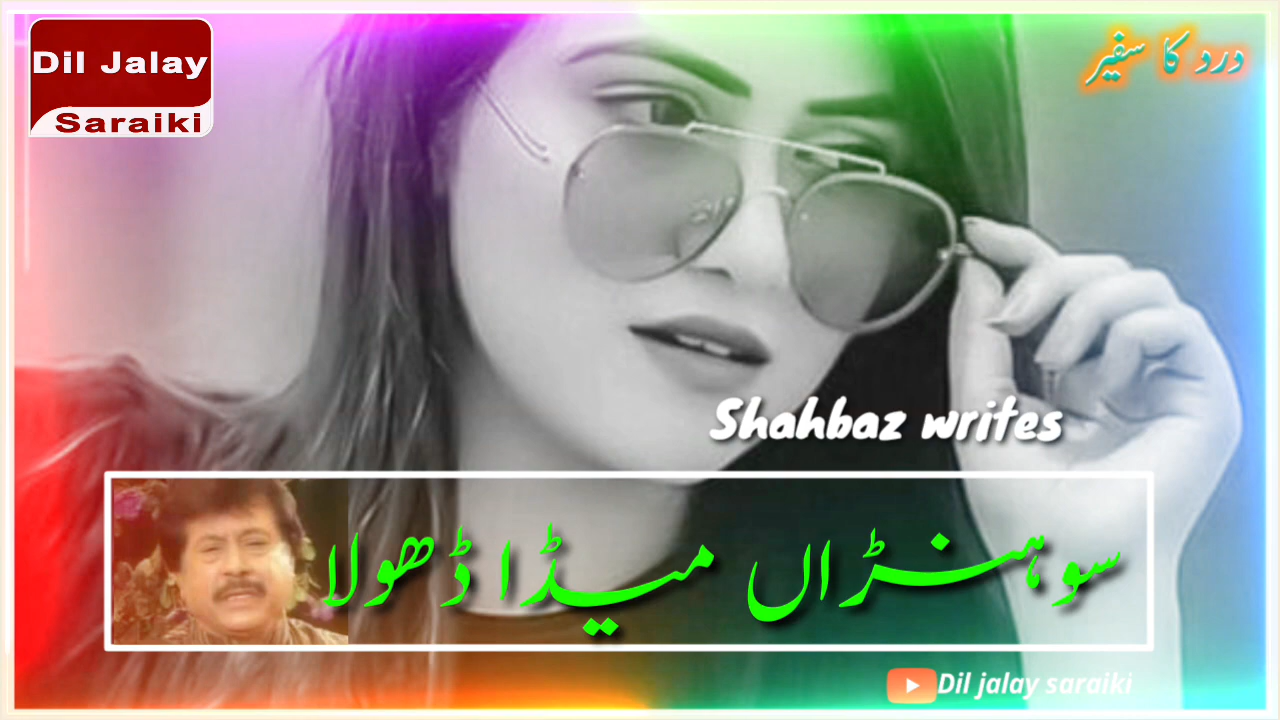 Dil Jalay
Saraiki
درد کا سفیر
Shahbaz writes
سوہنڑاں میڈا ڈھولا
Dil jalay saraiki